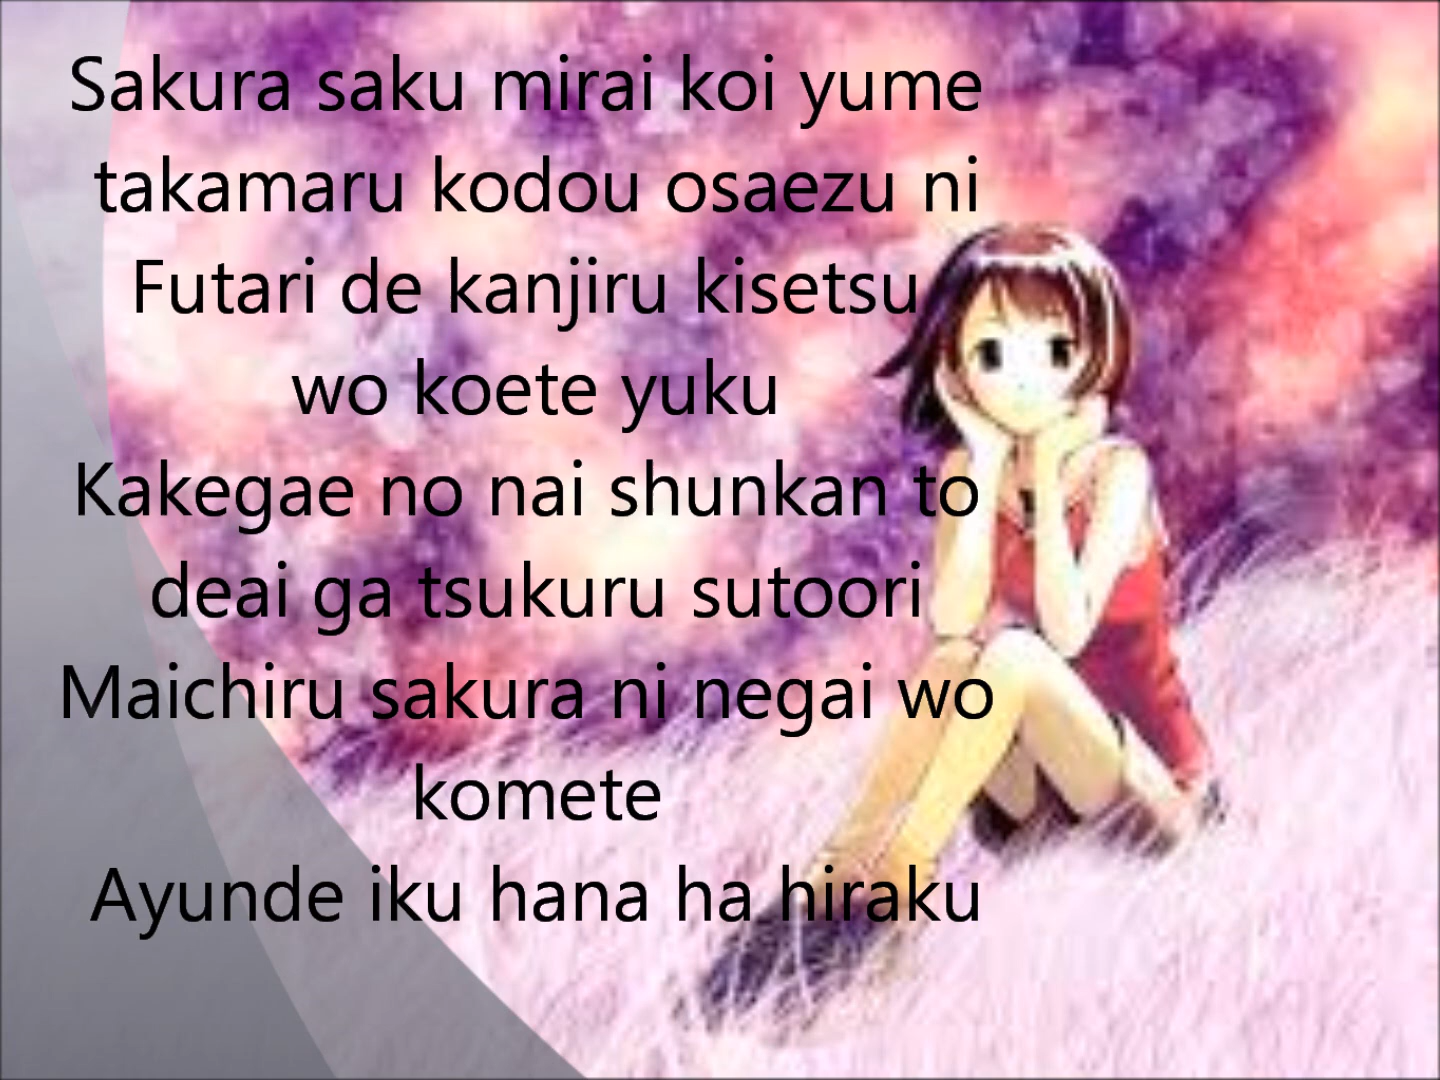 Sakura saku mirai koi yume
takamaru kodou osaezu ni
Futari de kanjiru kisetsu
wo koete yuku
Kakegae no nai shunkan to
deai ga tsukuru sutoori
Maichiru sakura ni negai wo
komete
Ayunde iku hana ha hiraku